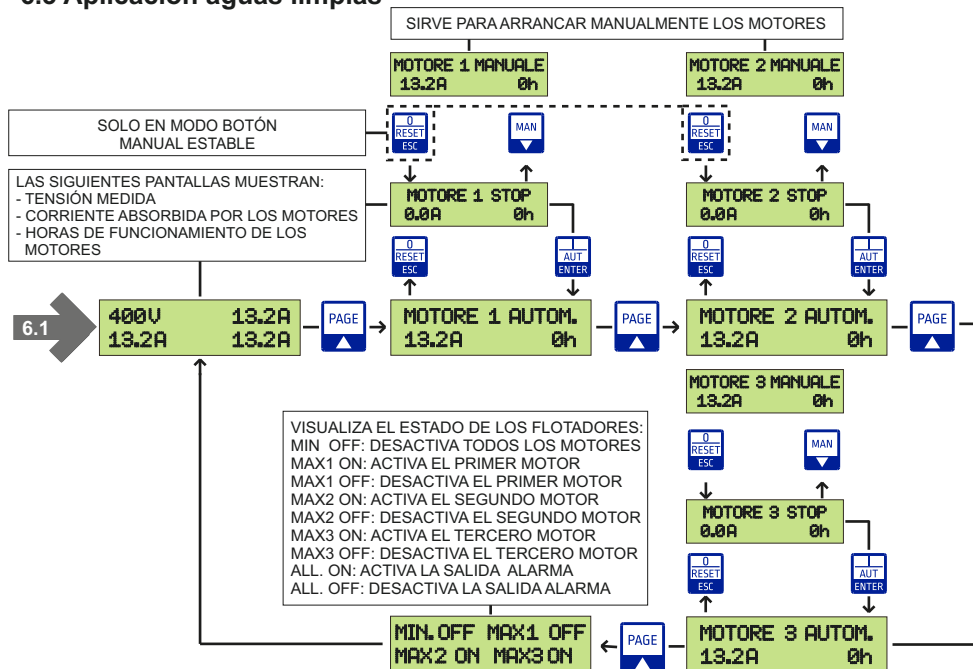 SIRVE PARA ARRANCAR MANUALMENTE LOS MOTORES
MOTORE 1 MANUALE
13.2A 0h
MOTORE 2 MANUALE
13.2A 0h
SOLO EN MODO BOTÓN
MANUAL ESTABLE
0
RESET
ESC
MAN
0
RESET
ESC
MAN
LAS SIGUIENTES PANTALLAS MUESTRAN:
- TENSIÓN MEDIDA
- CORRIENTE ABSORBIDA POR LOS MOTORES
- HORAS DE FUNCIONAMIENTO DE LOS
MOTORES
MOTORE 1 STOP
0.0A 0h
MOTORE 2 STOP
0.0A 0h
0
RESET
ESC
I
AUT
ENTER
0
RESET
ESC
I
AUT
ENTER
6.1
400V 13.2A
13.2A 13.2A
PAGE
MOTORE 1 AUTOM.
13.2A 0h
PAGE
MOTORE 2 AUTOM.
13.2A 0h
PAGE
MOTORE 3 MANUALE
13.2A 0h
0
RESET
ESC
MAN
VISUALIZA EL ESTADO DE LOS FLOTADORES:
MIN OFF: DESACTIVA TODOS LOS MOTORES
MAX1 ON: ACTIVA EL PRIMER MOTOR
MAX1 OFF: DESACTIVA EL PRIMER MOTOR
MAX2 ON: ACTIVA EL SEGUNDO MOTOR
MAX2 OFF: DESACTIVA EL SEGUNDO MOTOR
MAX3 ON: ACTIVA EL TERCERO MOTOR
MAX3 OFF: DESACTIVA EL TERCERO MOTOR
ALL. ON: ACTIVA LA SALIDA ALARMA
ALL. OFF: DESACTIVA LA SALIDA ALARMA
MOTORE 3 STOP
0.0A 0h
0
RESET
ESC
I
AUT
ENTER
MIN.OFF MAX1 OFF
MAX2 ON MAX3 ON
PAGE
MOTORE 3 AUTOM.
13.2A 0h